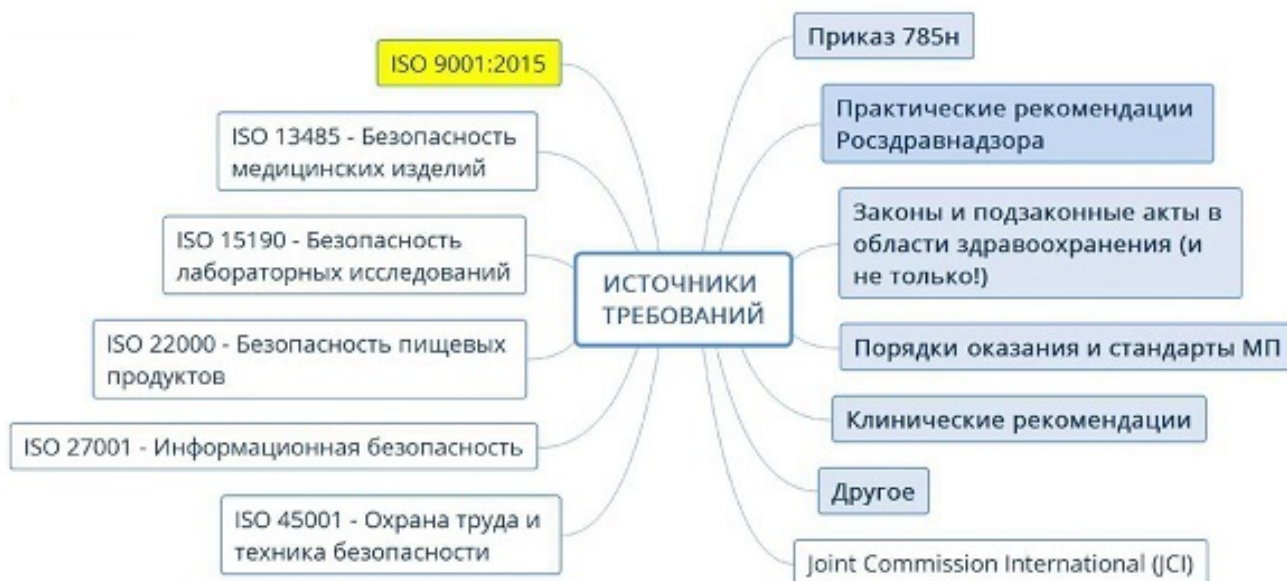 ISO 9001:2015
ISO 13485 - Безопасность
медицинских изделий
ISO 15190 - Безопасность
лабораторных исследований
ISO 22000 - Безопасность пищевых
продуктов
ISO 27001 - Информационная безопасность
ISO 45001 - Охрана труда и
техника безопасности
ИСТОЧНИКИ
ТРЕБОВАНИЙ
Приказ 785н
Практические рекомендации
Росздравнадзора
Законы и подзаконные акты в
области здравоохранения (и
не только!)
Порядки оказания и стандарты МП
Клинические рекомендации
Другое
Joint Commission International (JCI)